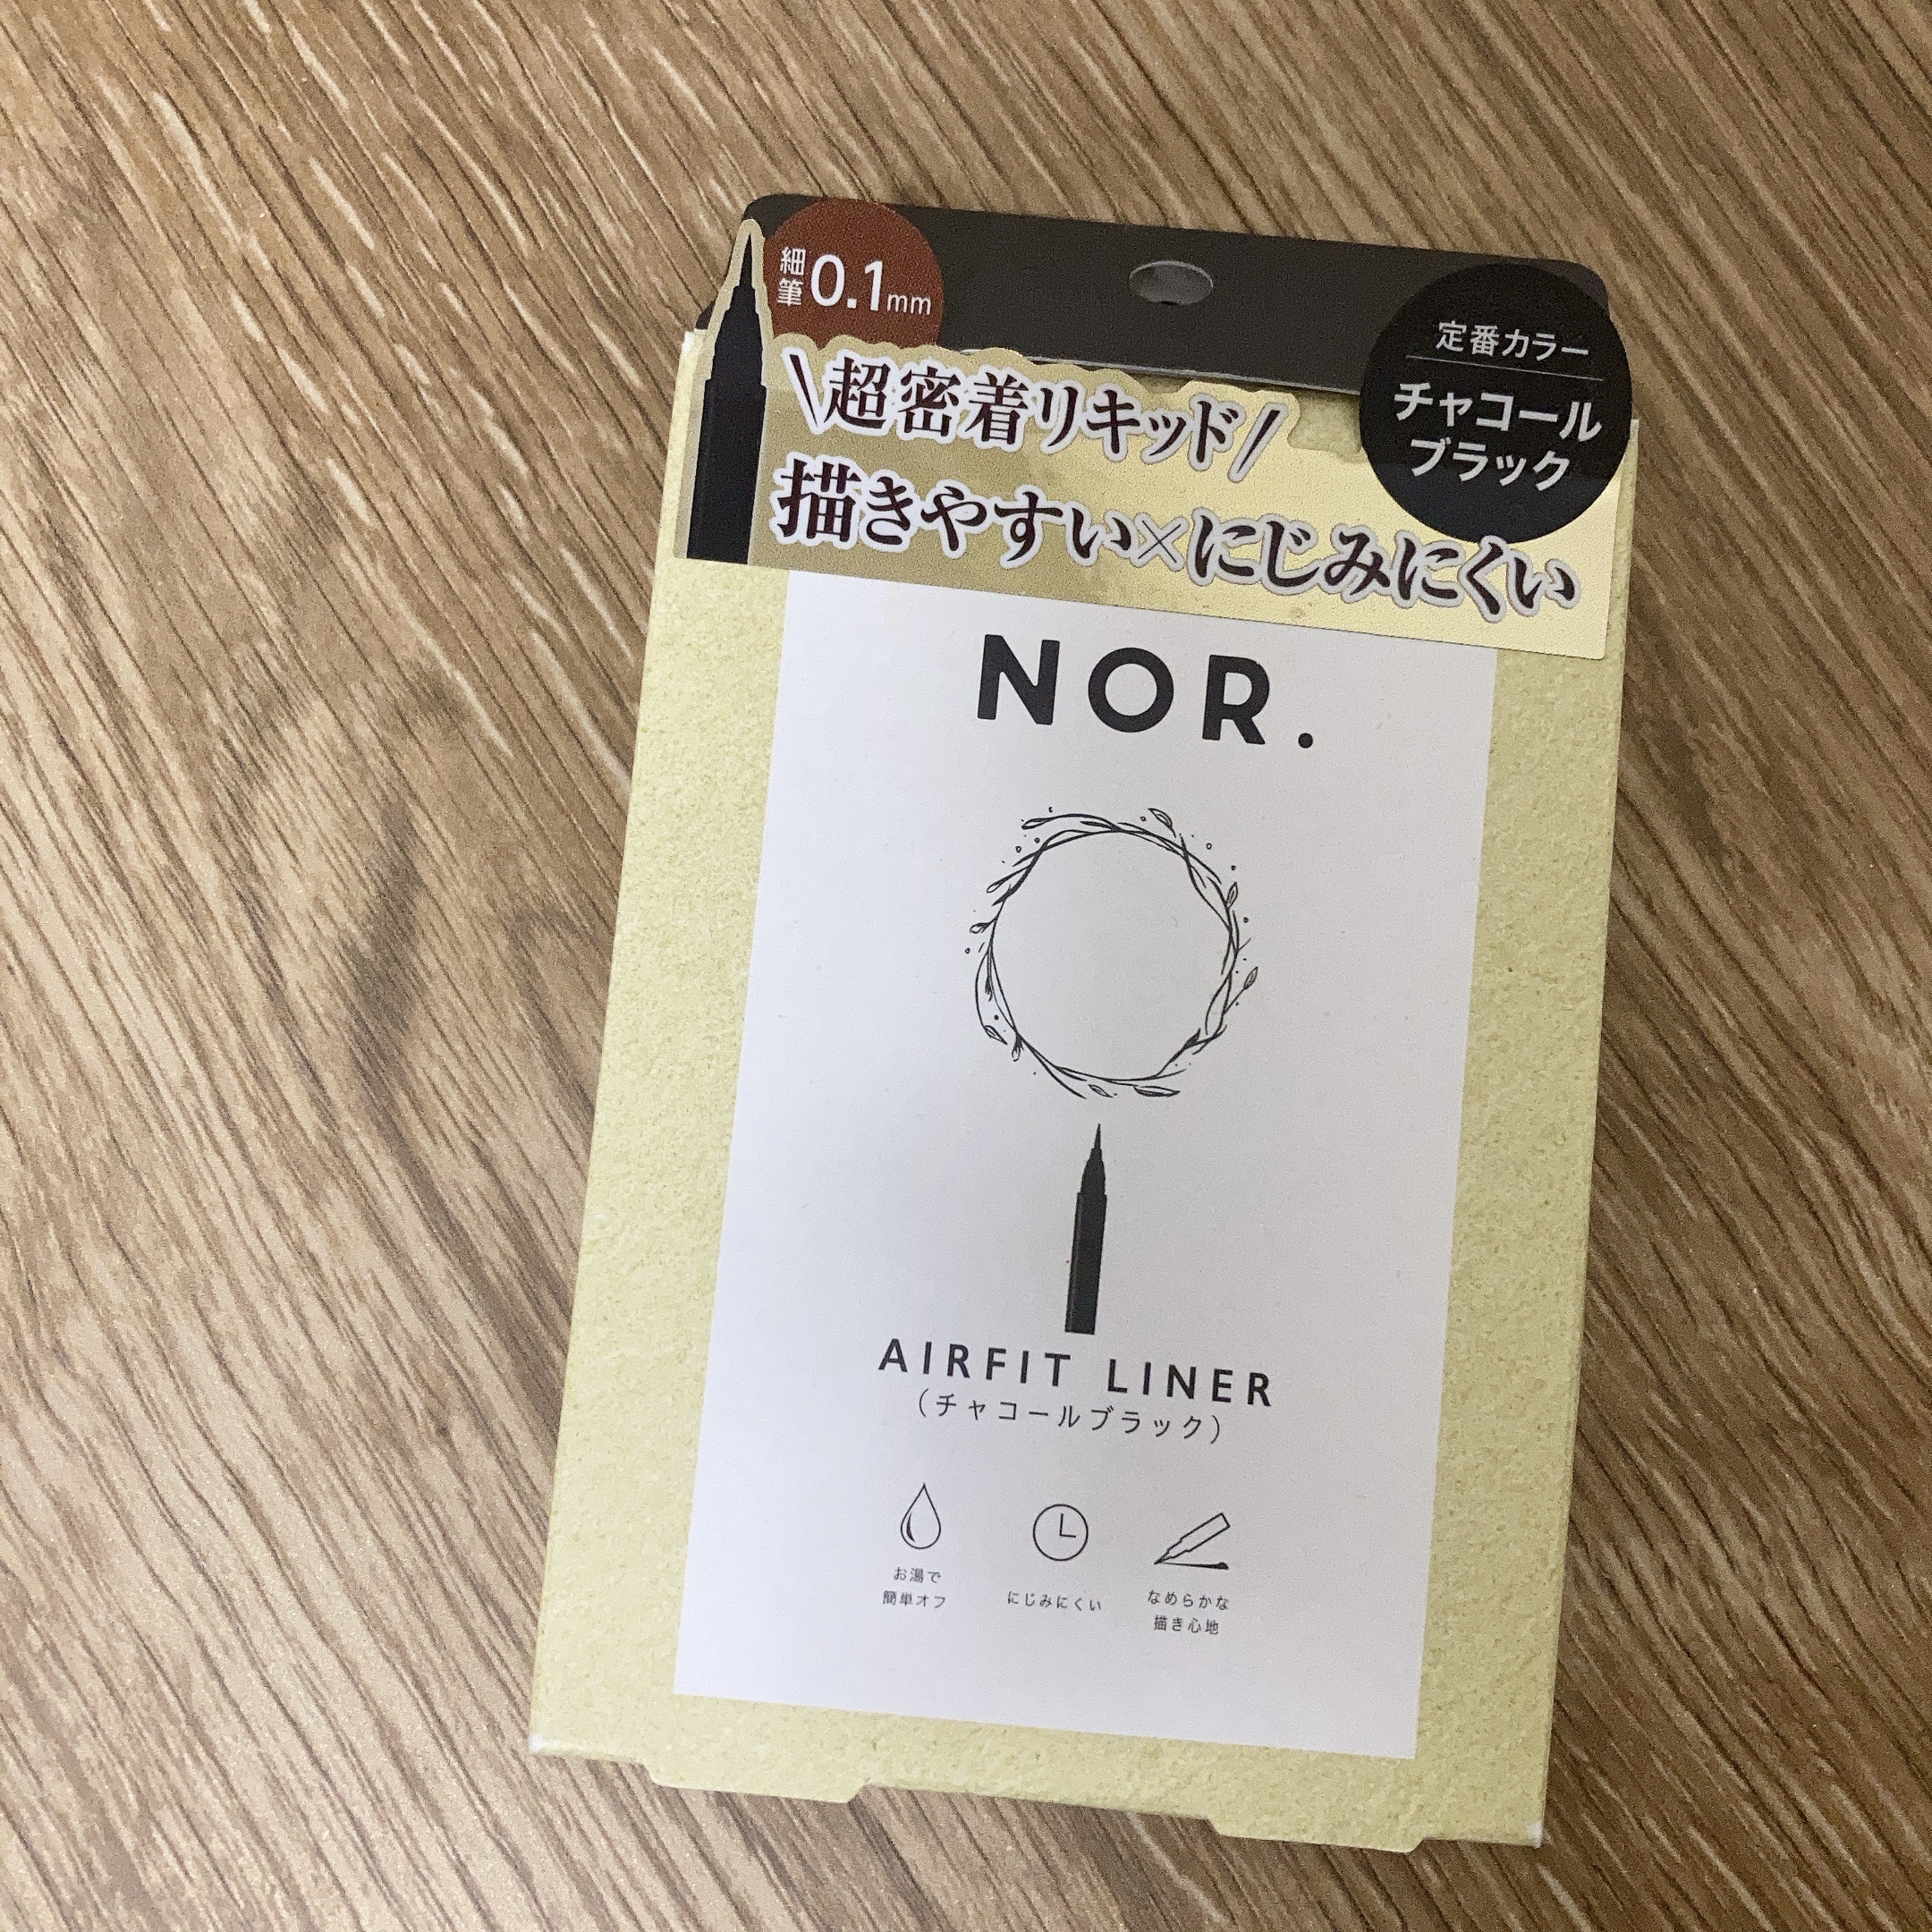 細筆 0.1mm
定番カラー
チャコール
ブラック
\超密着リキッド/
描きやすい×にじみにくい
NOR.
AIRFIT LINER
（チャコールブラック）
お湯で
簡単オフ
にじみにくい
なめらかな
描き心地